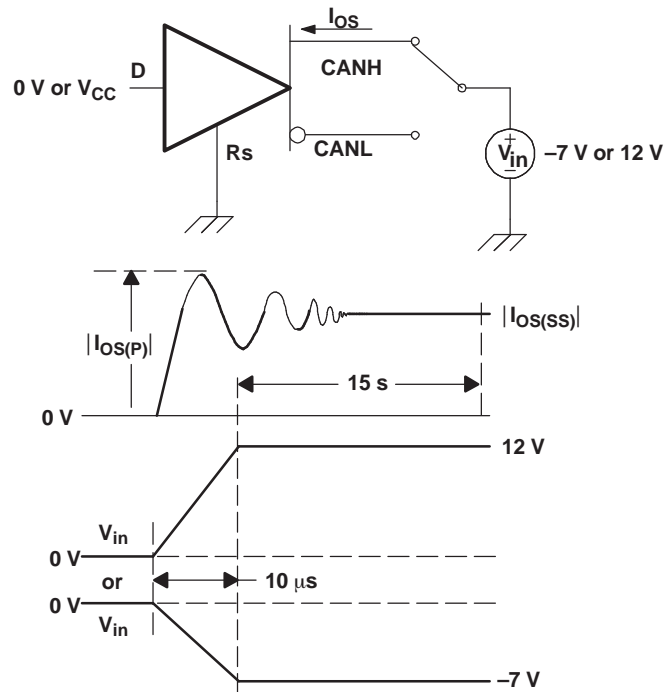 I_OS
D
CANH
0 V or V_CC
Rs
CANL
V_in
+
–
–7 V or 12 V
|I_OS(P)|
|I_OS(SS)|
15 s
0 V
12 V
V_in
0 V
or
10 μs
0 V
V_in
–7 V